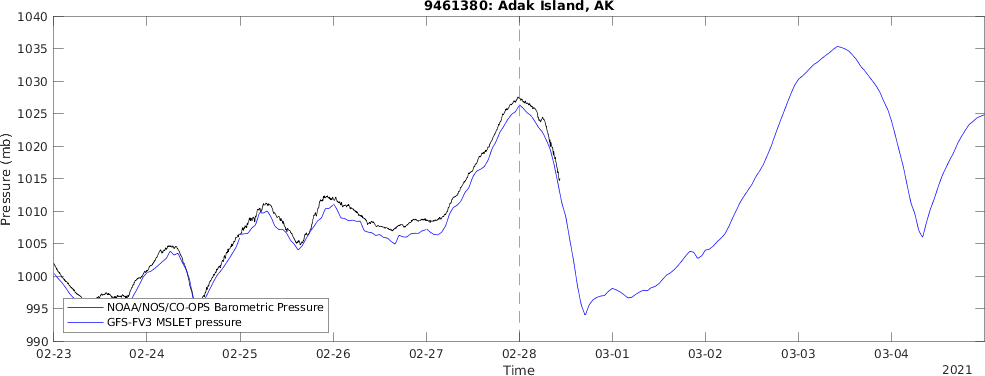 9461380: Adak Island, AK
1040
1035
1030
1025
1020
1015
1010
1005
1000
995
990
Pressure (mb)
NOAA/NOS/CO-OPS Barometric Pressure
GFS-FV3 MSLET pressure
02-23 02-24 02-25 02-26 02-27 02-28 03-01 03-02 03-03 03-04
Time
2021